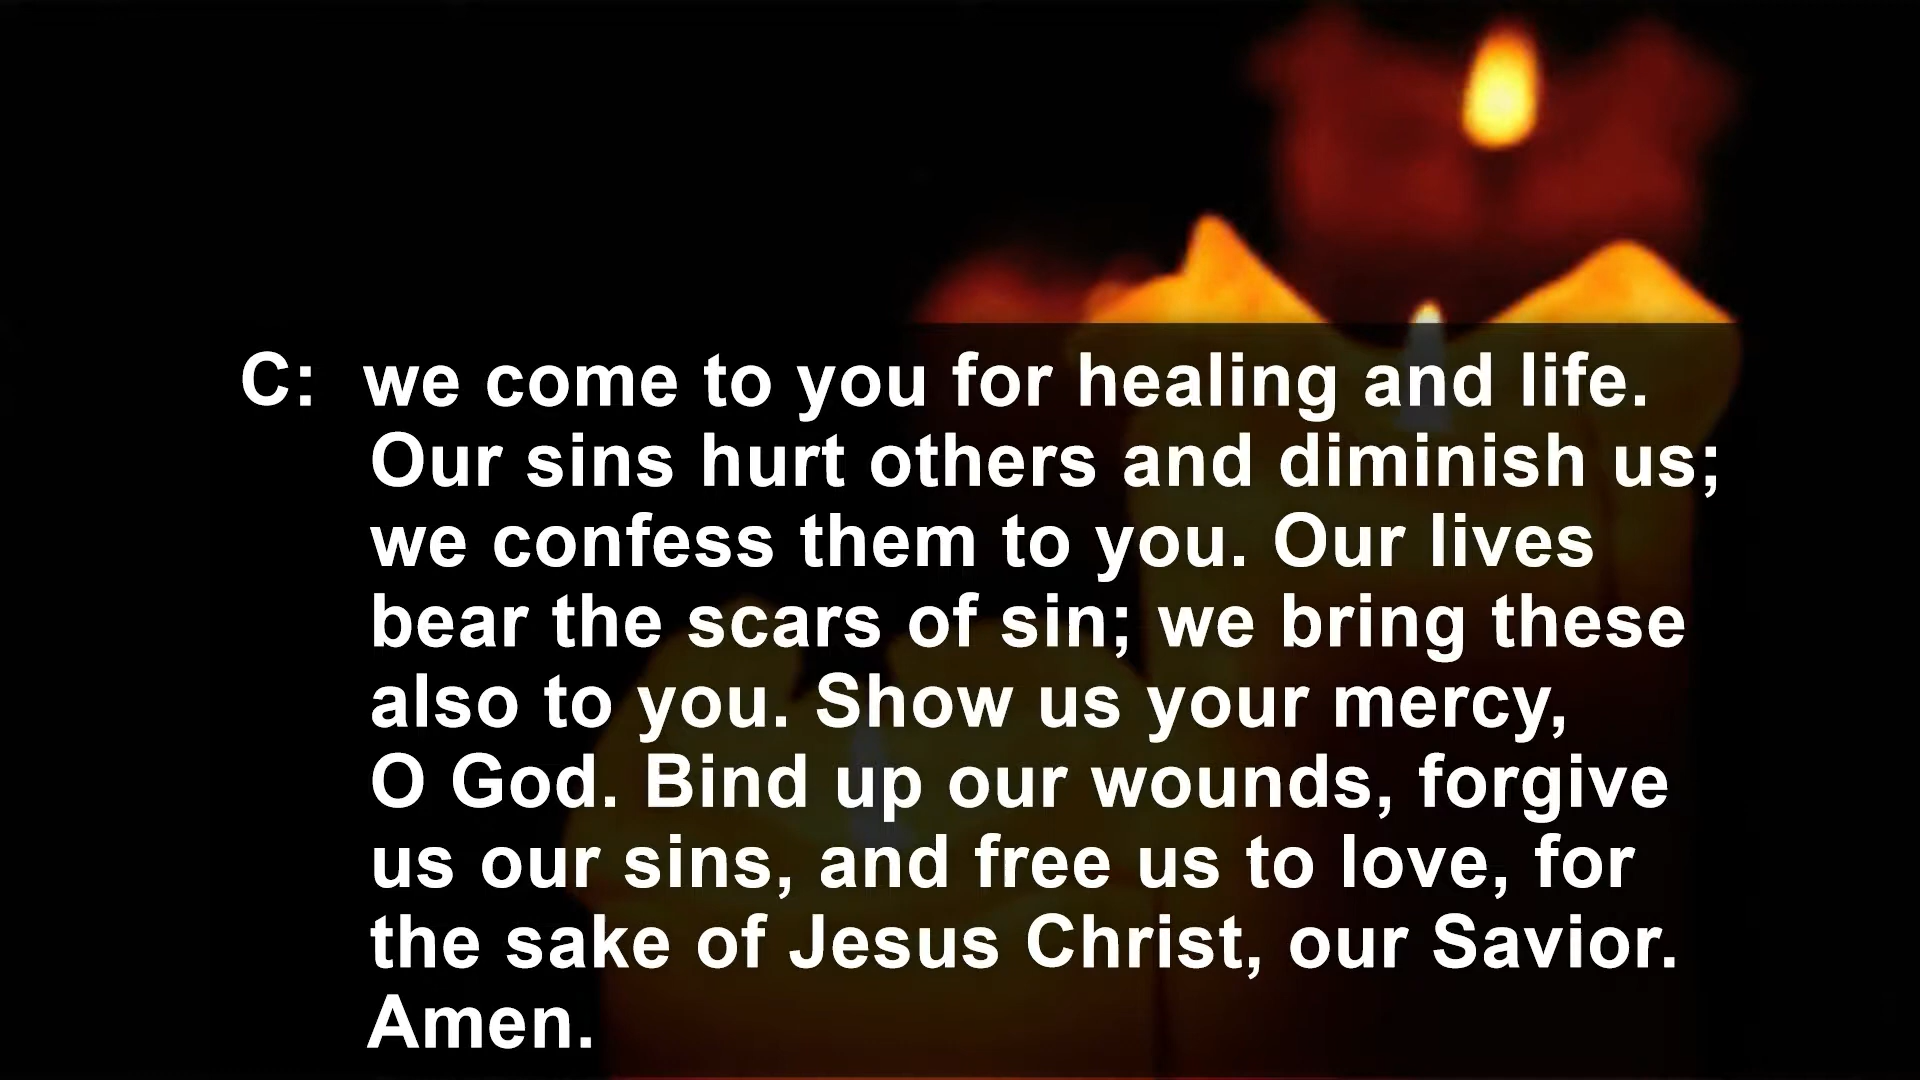 C: we come to you for healing and life.
Our sins hurt others and diminish us;
we confess them to you. Our lives
bear the scars of sin; we bring these
also to you. Show us your mercy,
O God. Bind up our wounds, forgive
us our sins, and free us to love, for
the sake of Jesus Christ, our Savior.
Amen.